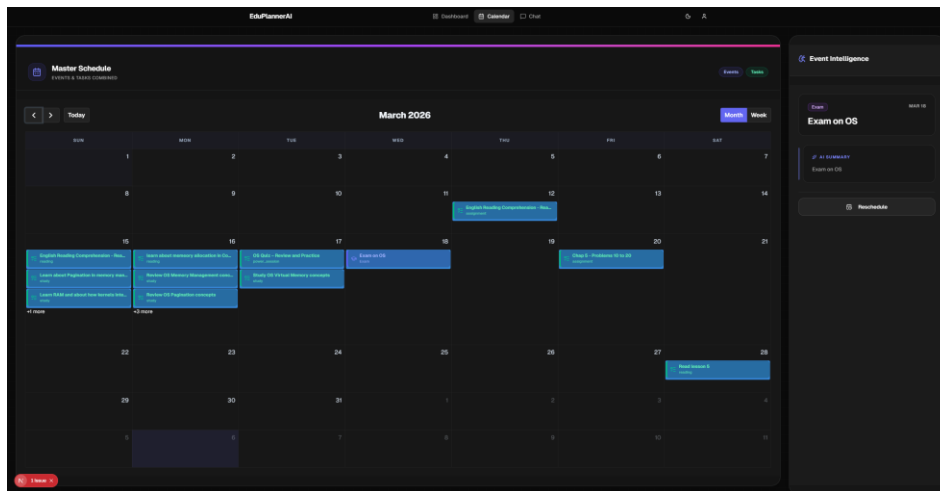 EduPlannerAI
Dashboard
Calendar
Chat
Master Schedule
EVENTS & TASKS COMBINED
Events
Tasks
Today
March 2026
Month
Week
SUN MON TUE WED THU FRI SAT
1 2 3 4 5 6 7
8 9 10 11 12 13 14
English Reading Comprehension - Rea...
assignment
15 16 17 18 19 20 21
English Reading Comprehension - Rea...
reading
learn about memory allocation in Co...
reading
OS Quiz - Review and Practice
Exam on OS
exam
Chap 5 - Problems 10 to 20
assignment
Learn about Pagination in memory man...
study
Review OS Memory Management conc...
study
Study OS Virtual Memory concepts
study
Learn RAM and about how kernels inte...
study
Review OS Pagination concepts
study
+1 more
+3 more
22 23 24 25 26 27 28
Read lesson 5
reading
29 30 31 1 2 3 4
5 6 7 8 9 10 11
1 Issue ×
Event Intelligence
Exam
MAR 18
Exam on OS
AI SUMMARY
Exam on OS
Reschedule